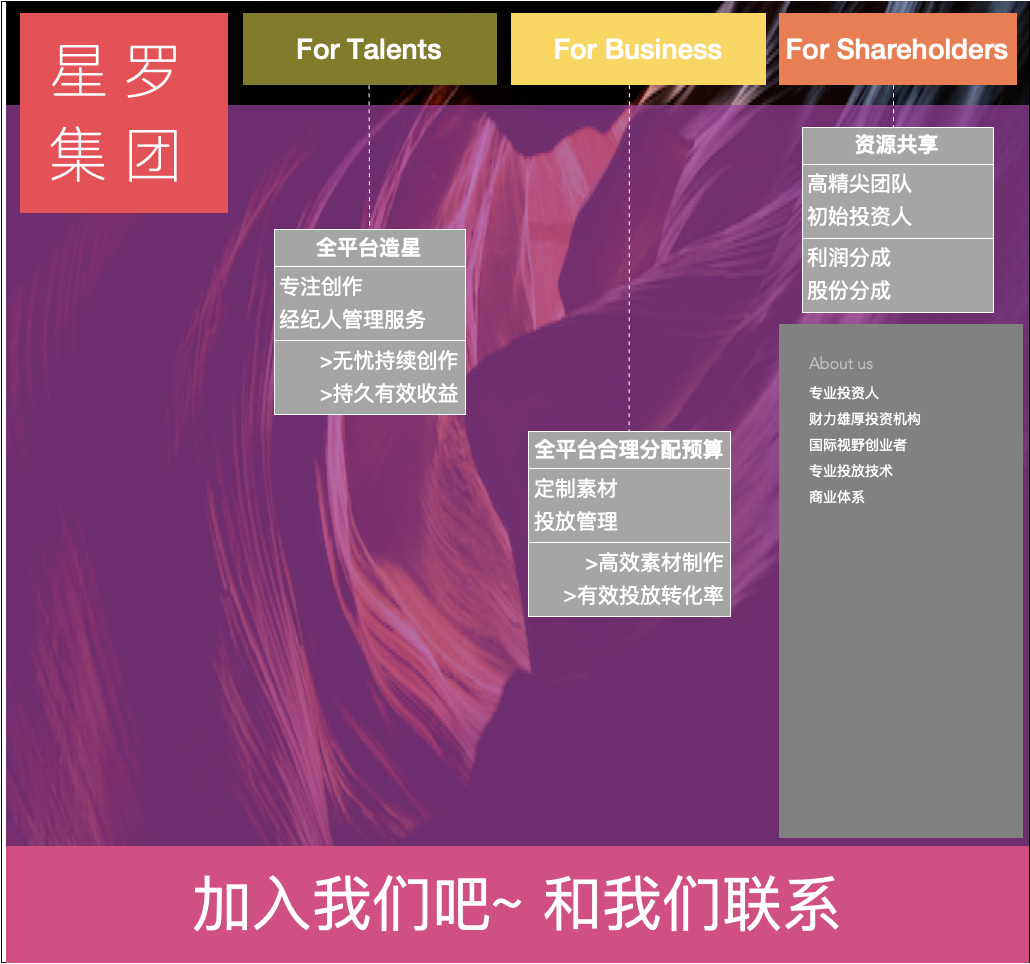 星罗
集团
For Talents
For Business
For Shareholders
全平台造星
专注创作
经纪人管理服务
>无忧持续创作
>持久有效收益
全平台合理分配预算
定制素材
投放管理
>高效素材制作
>有效投放转化率
资源共享
高精尖团队
初始投资人
利润分成
股份分成
About us
专业投资人
财力雄厚投资机构
国际视野创业者
专业投放技术
商业体系
加入我们吧~ 和我们联系